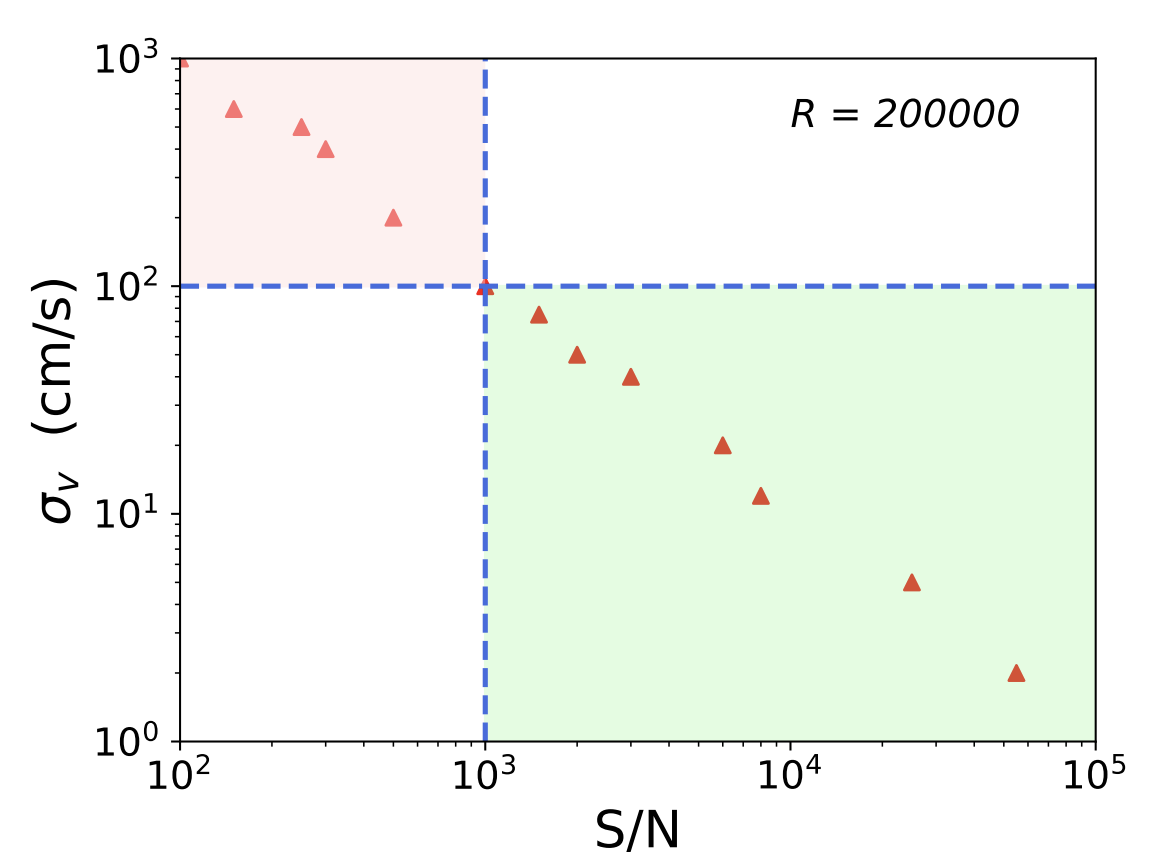 10³
R = 200000
10²
σᵥ (cm/s)
10¹
10⁰
10² 10³ 10⁴ 10⁵
S/N